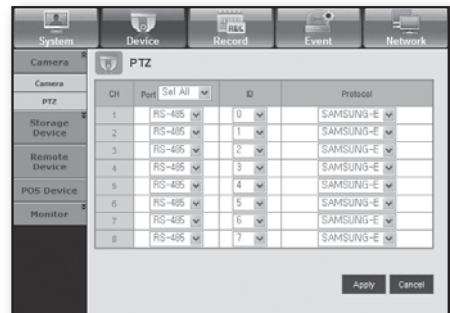 System Device Record Event Network
REC
Camera
Camera
PTZ
Storage Device
Remote Device
POS Device
Monitor
PTZ
CH Port Sel All ID Protocol
1 RS-485 0 SAMSUNG-E
2 RS-485 1 SAMSUNG-E
3 RS-485 2 SAMSUNG-E
4 RS-485 3 SAMSUNG-E
5 RS-485 4 SAMSUNG-E
6 RS-485 5 SAMSUNG-E
7 RS-485 6 SAMSUNG-E
8 RS-485 7 SAMSUNG-E
Apply Cancel